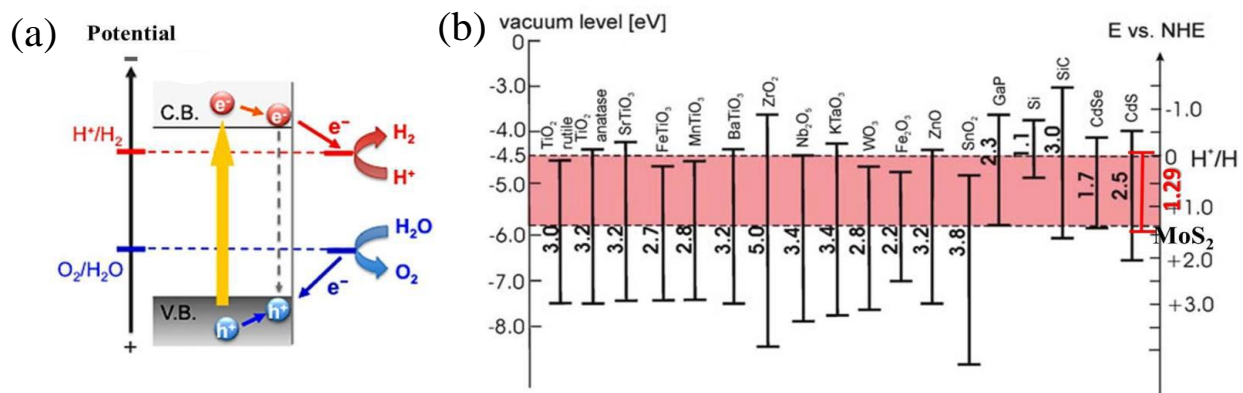 (a)
Potential
−
C.B.
e⁻
e⁻
e⁻
H⁺/H₂
H₂
H⁺
H₂O
O₂/H₂O
O₂
e⁻
V.B.
h⁺
h⁺
+
(b)
vacuum level [eV]
E vs. NHE
0
-3.0
-4.0
-4.5
-5.0
-6.0
-7.0
-8.0
TiO₂ rutile
TiO₂ anatase
SrTiO₃
FeTiO₃
MnTiO₃
BaTiO₃
ZrO₂
Nb₂O₅
KTaO₃
WO₃
Fe₂O₃
ZnO
SnO₂
GaP
Si
SiC
CdSe
CdS
3.0
3.2
3.2
2.7
2.8
3.2
5.0
3.4
3.4
2.8
2.2
3.2
3.8
2.3
1.1
3.0
1.7
2.5
1.29
MoS₂
-1.0
0
H⁺/H
+1.0
+2.0
+3.0